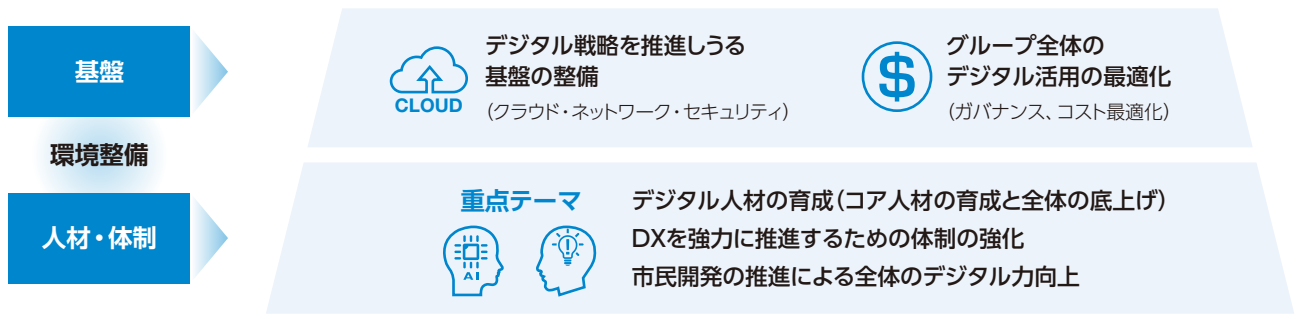 基盤
CLOUD
デジタル戦略を推進しうる
基盤の整備
(クラウド・ネットワーク・セキュリティ)
$
グループ全体の
デジタル活用の最適化
(ガバナンス、コスト最適化)
環境整備
人材・体制
重点テーマ
AI
デジタル人材の育成(コア人材の育成と全体の底上げ)
DXを強力に推進するための体制の強化
市民開発の推進による全体のデジタル力向上